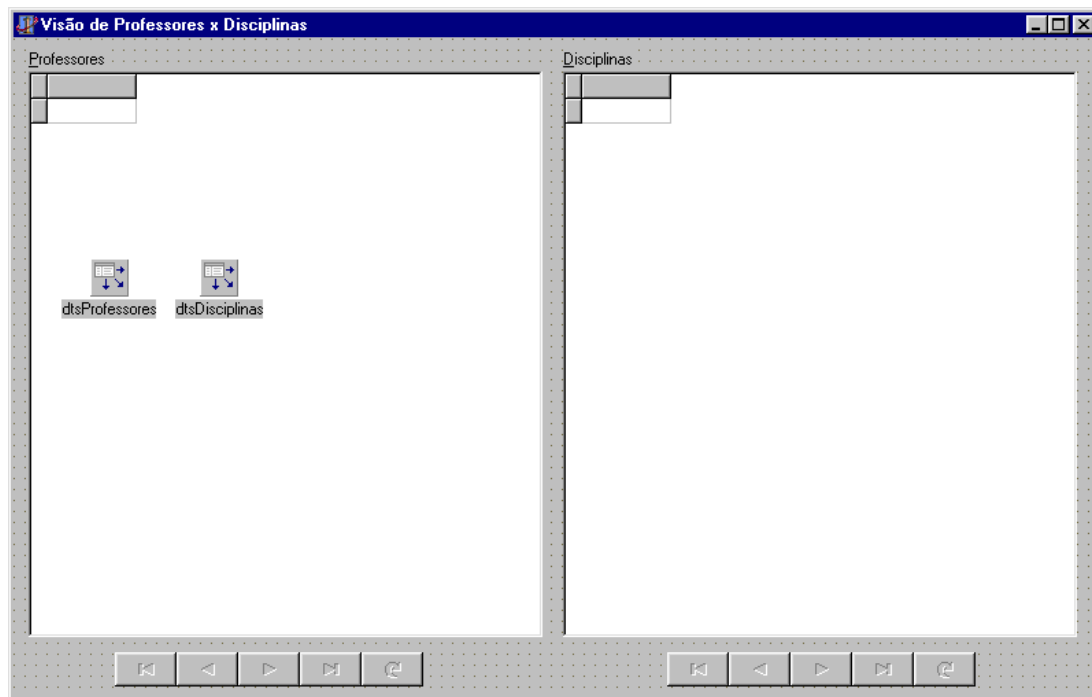 Visão de Professores x Disciplinas
Professores
Disciplinas
dtsProfessores
dtsDisciplinas